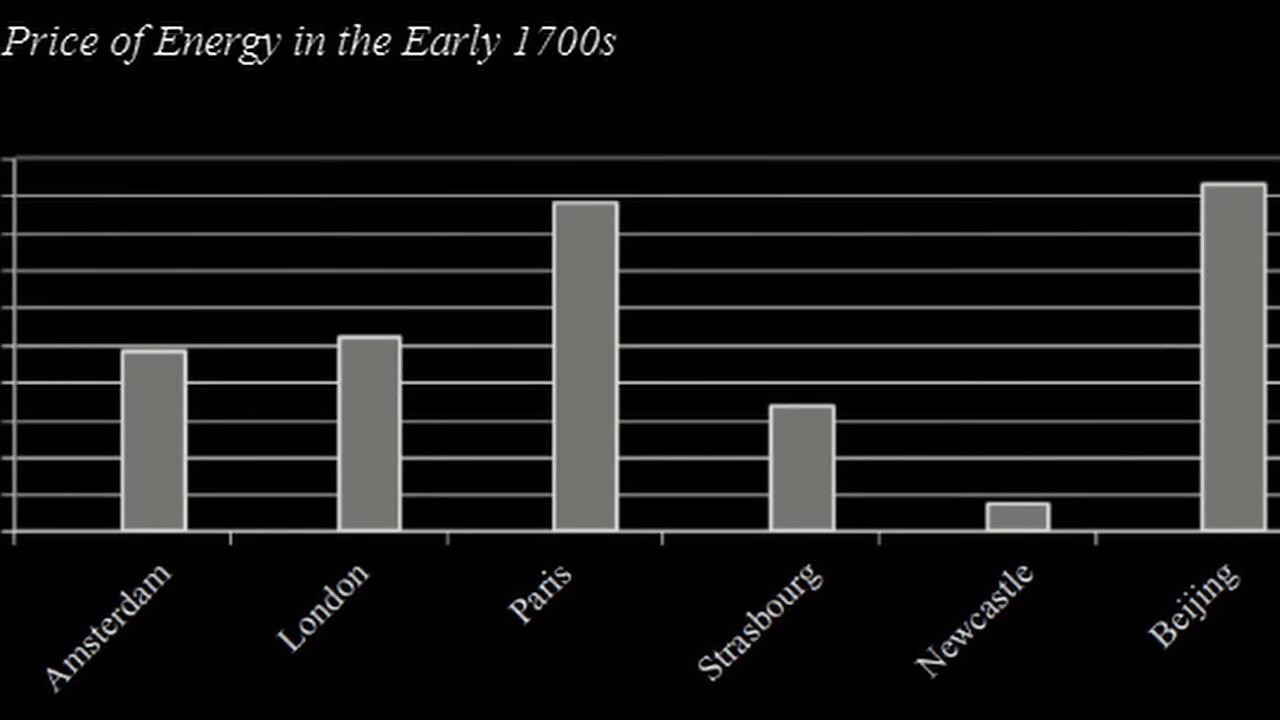 Price of Energy in the Early 1700s
Amsterdam
London
Paris
Strasbourg
Newcastle
Beijing